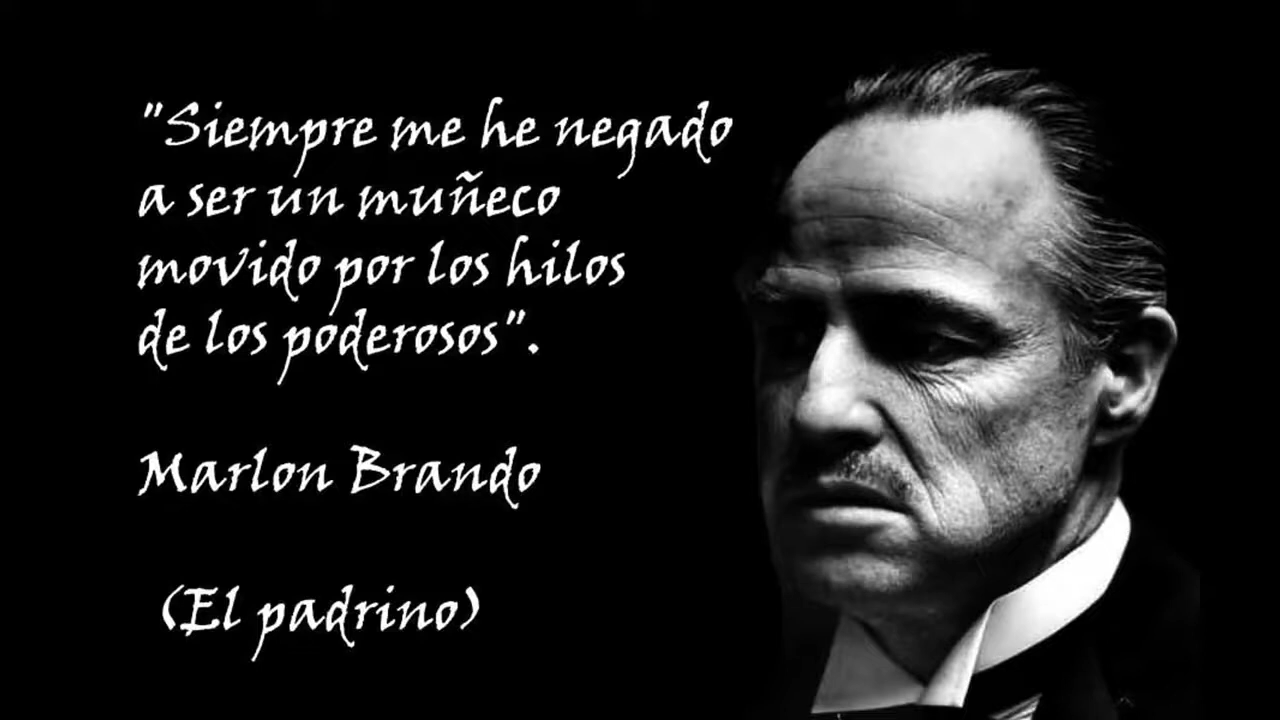 "Siempre me he negado
a ser un muñeco
movido por los hilos
de los poderosos".
Marlon Brando
(El padrino)